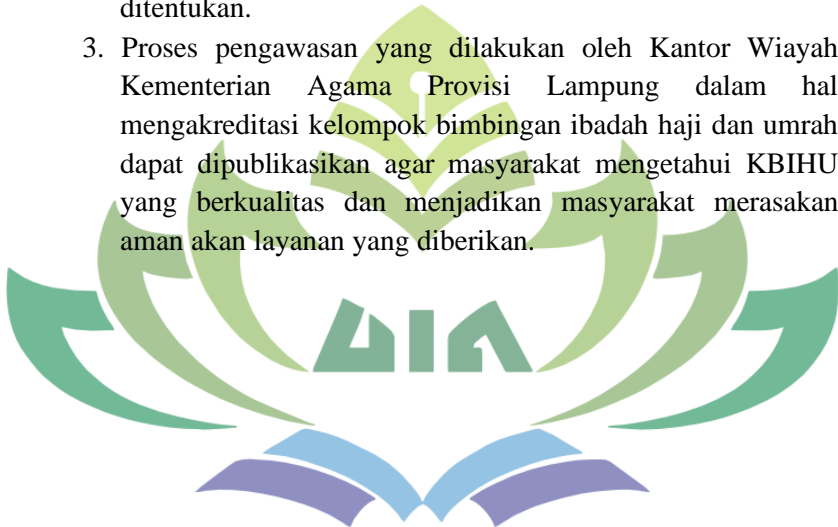 ditentukan.
3. Proses pengawasan yang dilakukan oleh Kantor Wiayah
Kementerian Agama Provisi Lampung dalam hal
mengakreditasi kelompok bimbingan ibadah haji dan umrah
dapat dipublikasikan agar masyarakat mengetahui KBIHU
yang berkualitas dan menjadikan masyarakat merasakan
aman akan layanan yang diberikan.
UIN